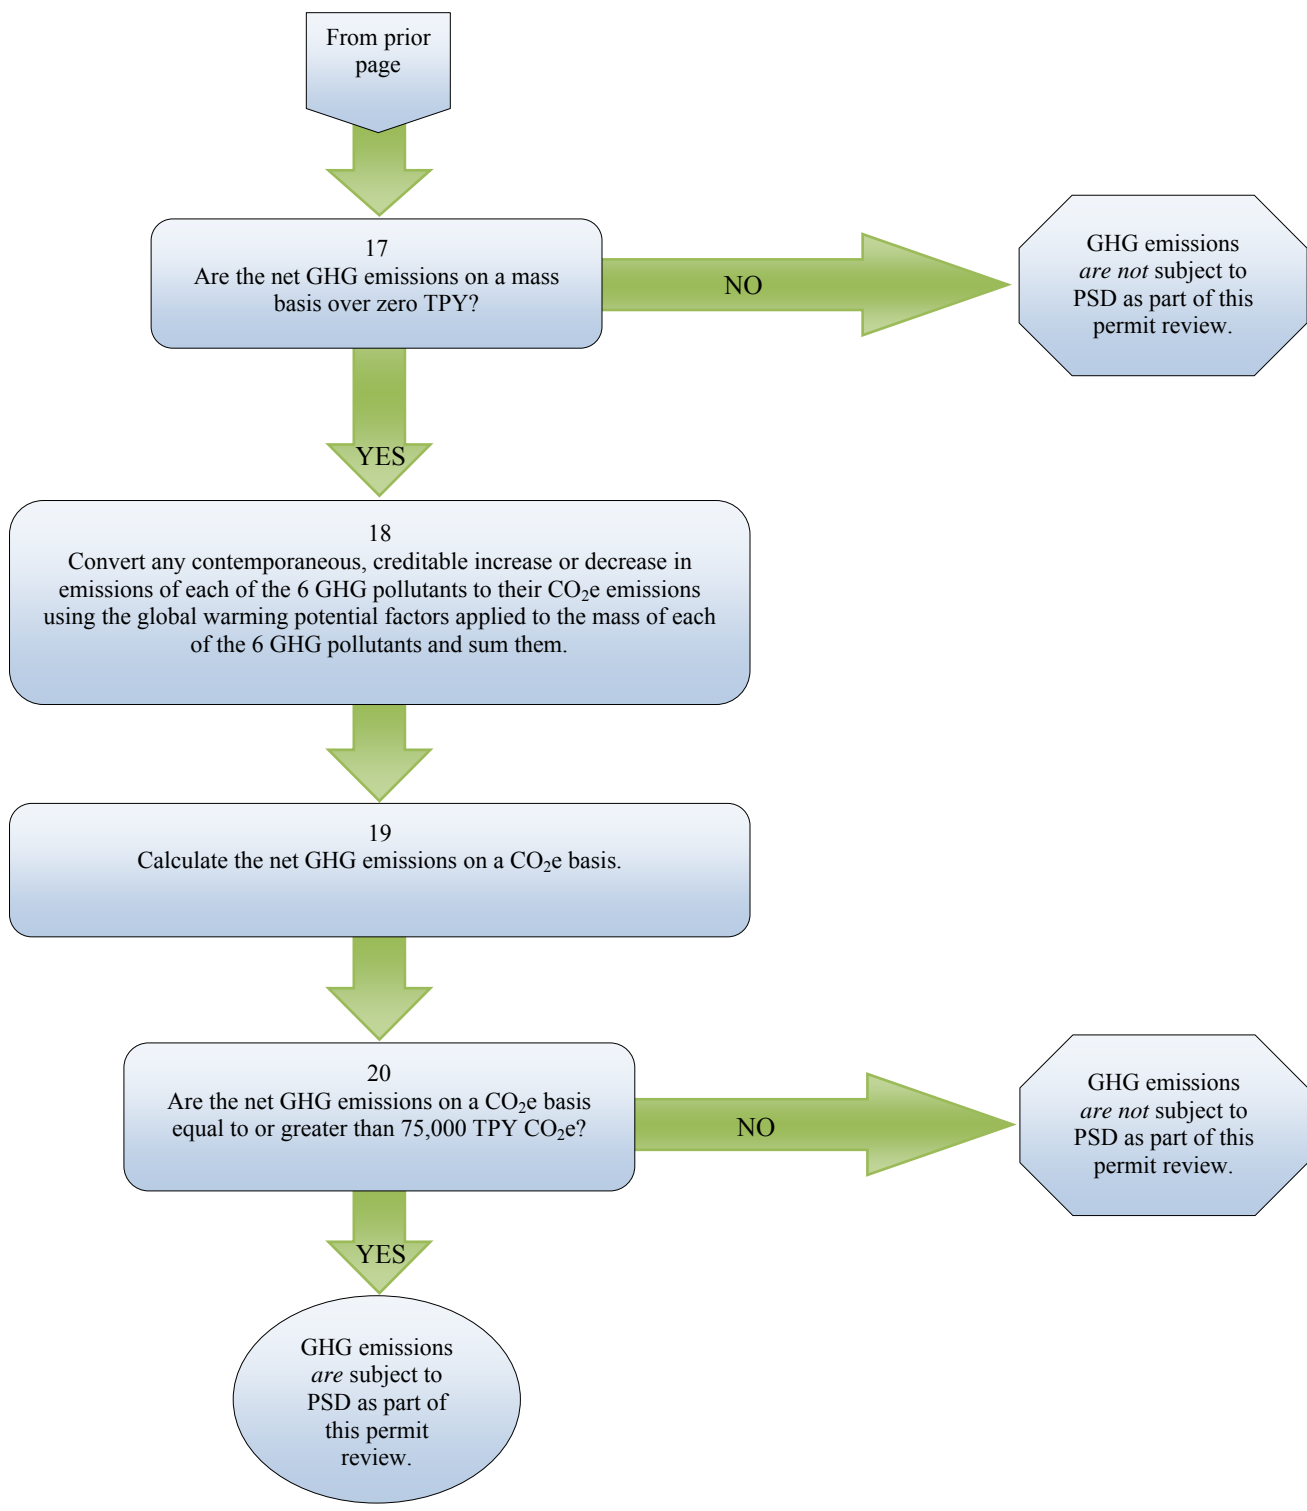 From prior
page
17
Are the net GHG emissions on a mass
basis over zero TPY?
NO
GHG emissions
are not subject to
PSD as part of this
permit review.
YES
18
Convert any contemporaneous, creditable increase or decrease in
emissions of each of the 6 GHG pollutants to their CO₂e emissions
using the global warming potential factors applied to the mass of each
of the 6 GHG pollutants and sum them.
19
Calculate the net GHG emissions on a CO₂e basis.
20
Are the net GHG emissions on a CO₂e basis
equal to or greater than 75,000 TPY CO₂e?
NO
GHG emissions
are not subject to
PSD as part of this
permit review.
YES
GHG emissions
are subject to
PSD as part of
this permit
review.